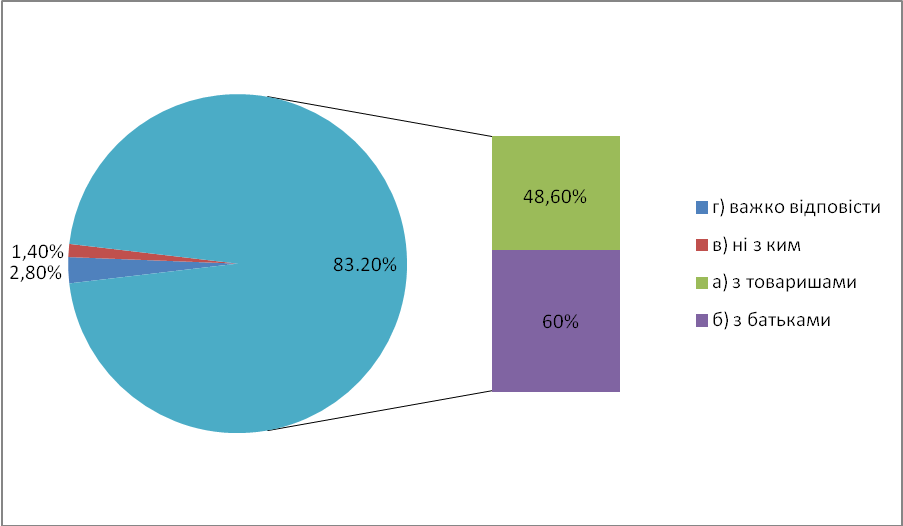 1,40%
2,80%
83.20%
48,60%
60%
г) важко відповісти
в) ні з ким
а) з товаришами
б) з батьками